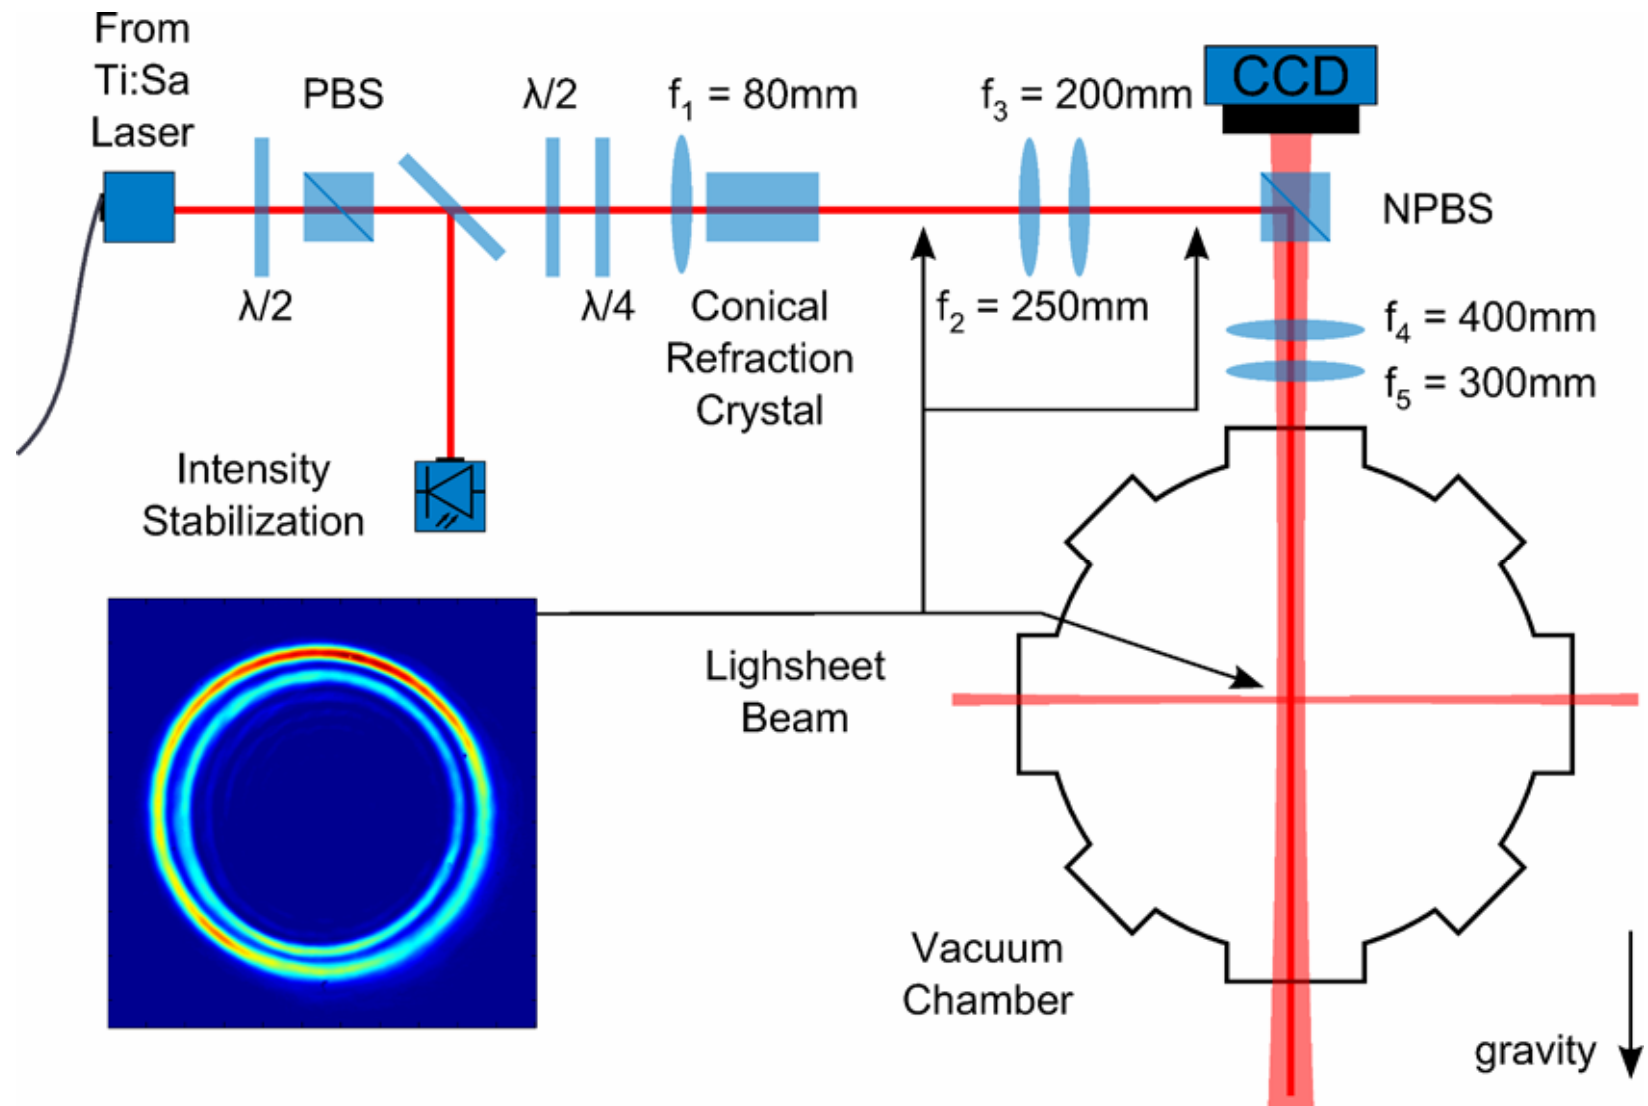 From
Ti:Sa
Laser
PBS
λ/2
f₁ = 80mm
f₃ = 200mm
CCD
NPBS
λ/2
λ/4
Conical
Refraction
Crystal
f₂ = 250mm
f₄ = 400mm
f₅ = 300mm
Intensity
Stabilization
Lighsheet
Beam
Vacuum
Chamber
gravity